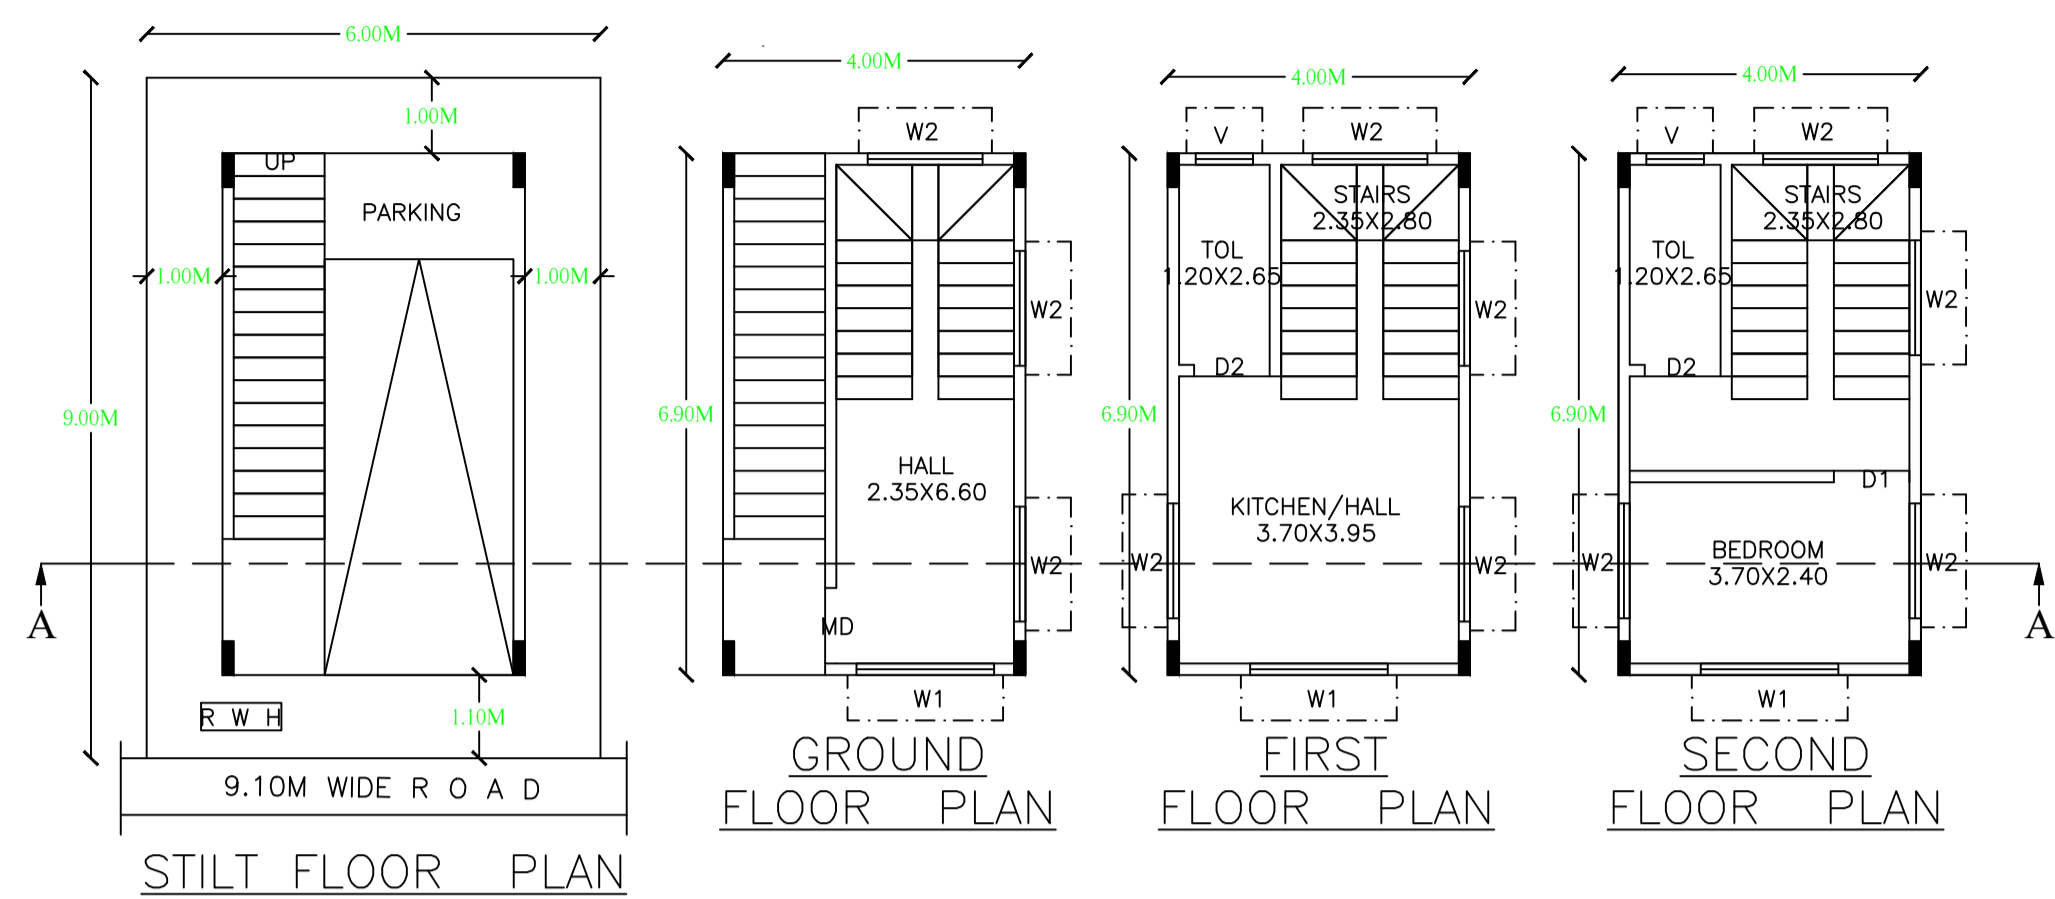 6.00M
1.00M
UP
PARKING
1.00M
1.00M
9.00M
A
R W H
1.10M
9.10M WIDE R O A D
STILT FLOOR PLAN
4.00M
W2
W2
6.90M
HALL
2.35X6.60
W2
MD
W1
GROUND
FLOOR PLAN
4.00M
V
W2
STAIRS
2.35X2.80
TOL
1.20X2.65
W2
D2
6.90M
KITCHEN/HALL
3.70X3.95
W2
W2
W1
FIRST
FLOOR PLAN
4.00M
V
W2
STAIRS
2.35X2.80
TOL
1.20X2.65
W2
D2
6.90M
D1
BEDROOM
3.70X2.40
W2
W2
A
W1
SECOND
FLOOR PLAN